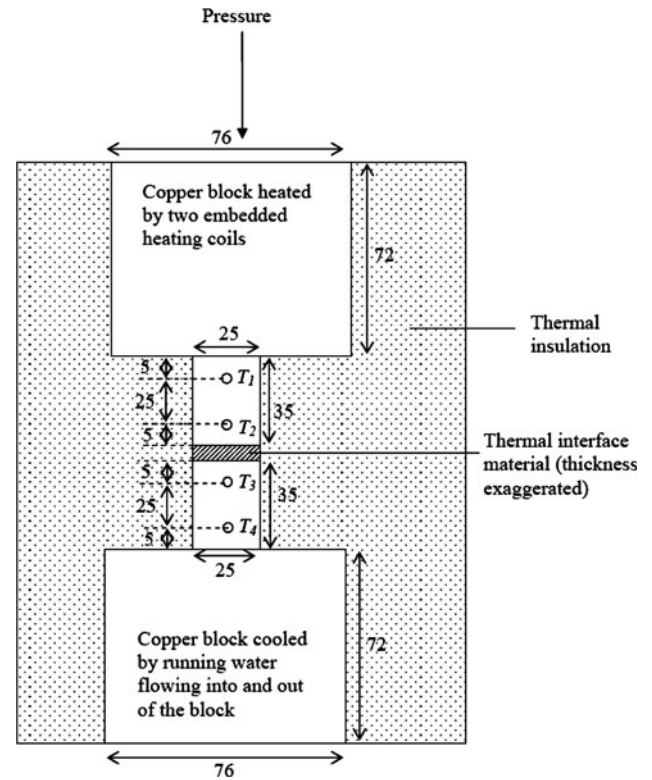 Pressure
76
Copper block heated
by two embedded
heating coils
72
25
Thermal
insulation
5
T1
25
35
T2
5
Thermal interface
material (thickness
exaggerated)
5
T3
35
25
T4
5
25
Copper block cooled
by running water
flowing into and out
of the block
72
76